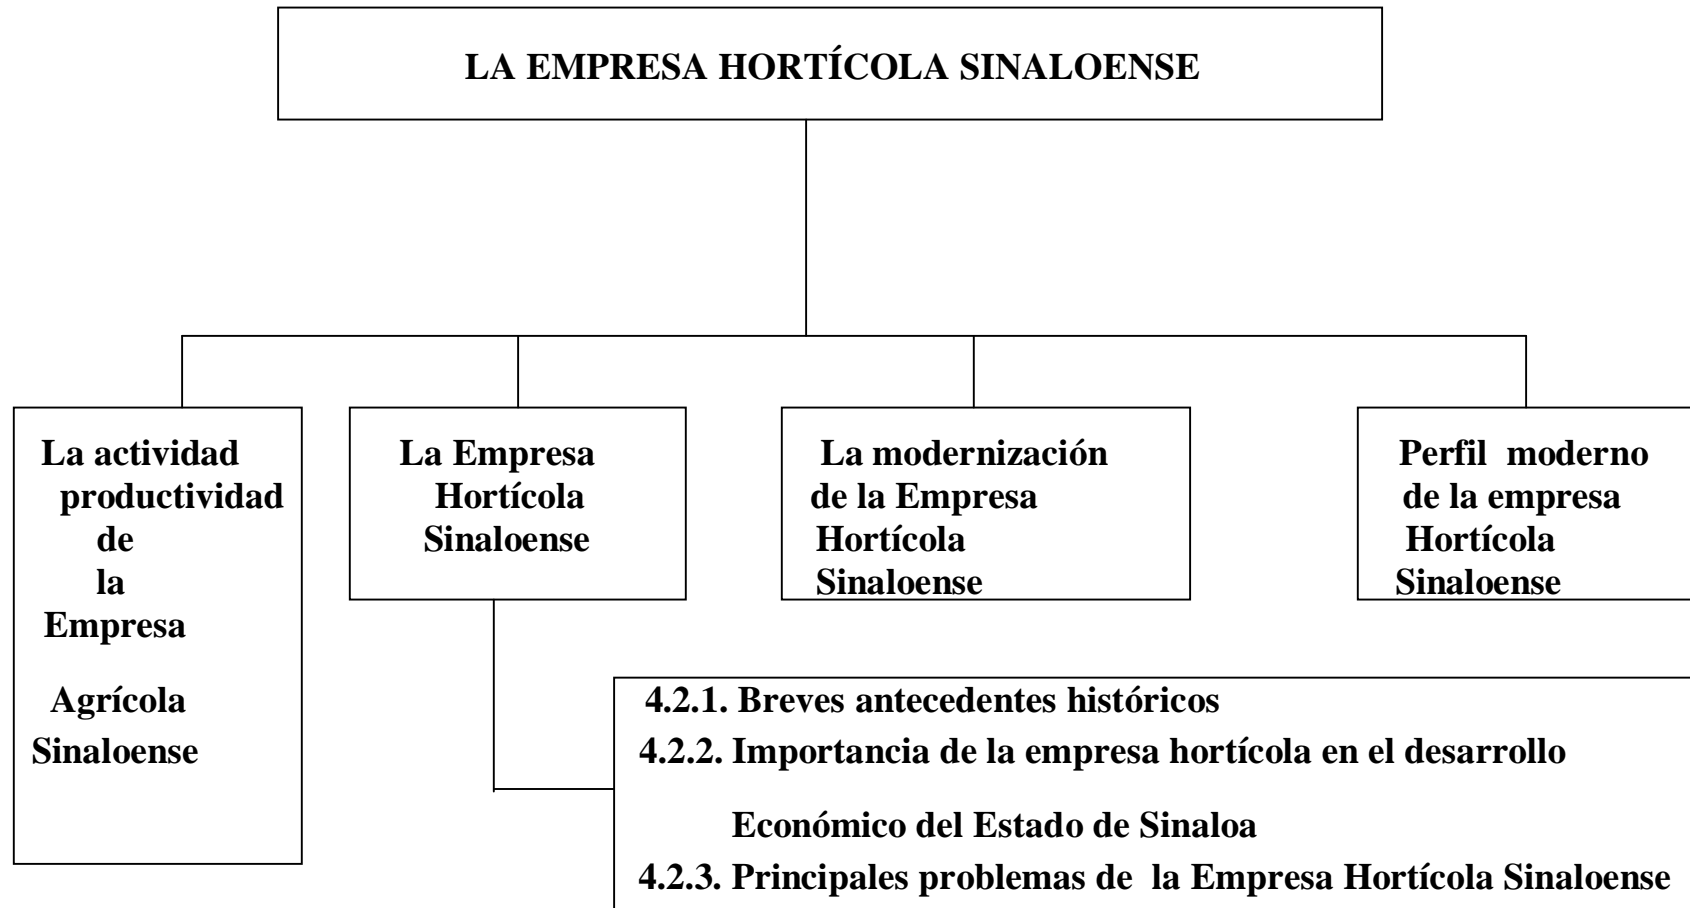 LA EMPRESA HORTÍCOLA SINALOENSE
La actividad
productividad
de
la
Empresa
Agrícola
Sinaloense
La Empresa
Hortícola
Sinaloense
La modernización
de la Empresa
Hortícola
Sinaloense
Perfil moderno
de la empresa
Hortícola
Sinaloense
4.2.1. Breves antecedentes históricos
4.2.2. Importancia de la empresa hortícola en el desarrollo
Económico del Estado de Sinaloa
4.2.3. Principales problemas de la Empresa Hortícola Sinaloense